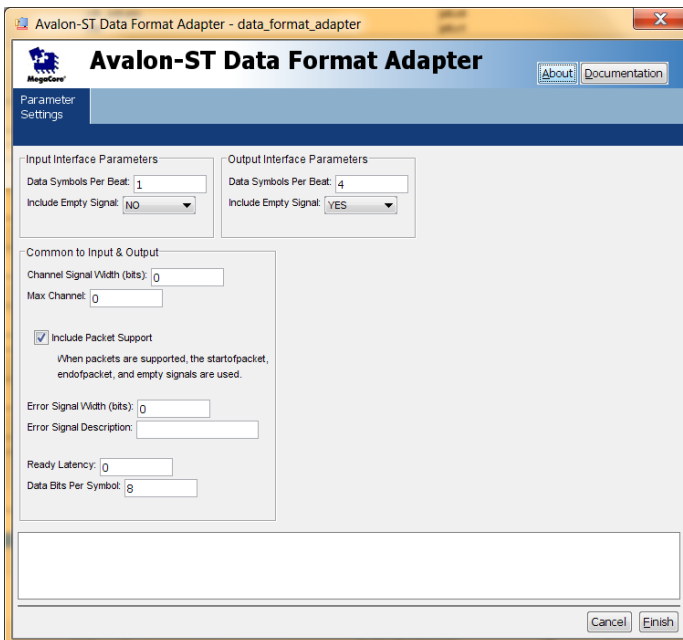 Avalon-ST Data Format Adapter - data_format_adapter
MegaCore'
Avalon-ST Data Format Adapter
About
Documentation
Parameter
Settings
Input Interface Parameters
Data Symbols Per Beat: 1
Include Empty Signal: NO
Output Interface Parameters
Data Symbols Per Beat: 4
Include Empty Signal: YES
Common to Input & Output
Channel Signal Width (bits): 0
Max Channel: 0
Include Packet Support
When packets are supported, the startofpacket,
endofpacket, and empty signals are used.
Error Signal Width (bits): 0
Error Signal Description:
Ready Latency: 0
Data Bits Per Symbol: 8
Cancel
Finish